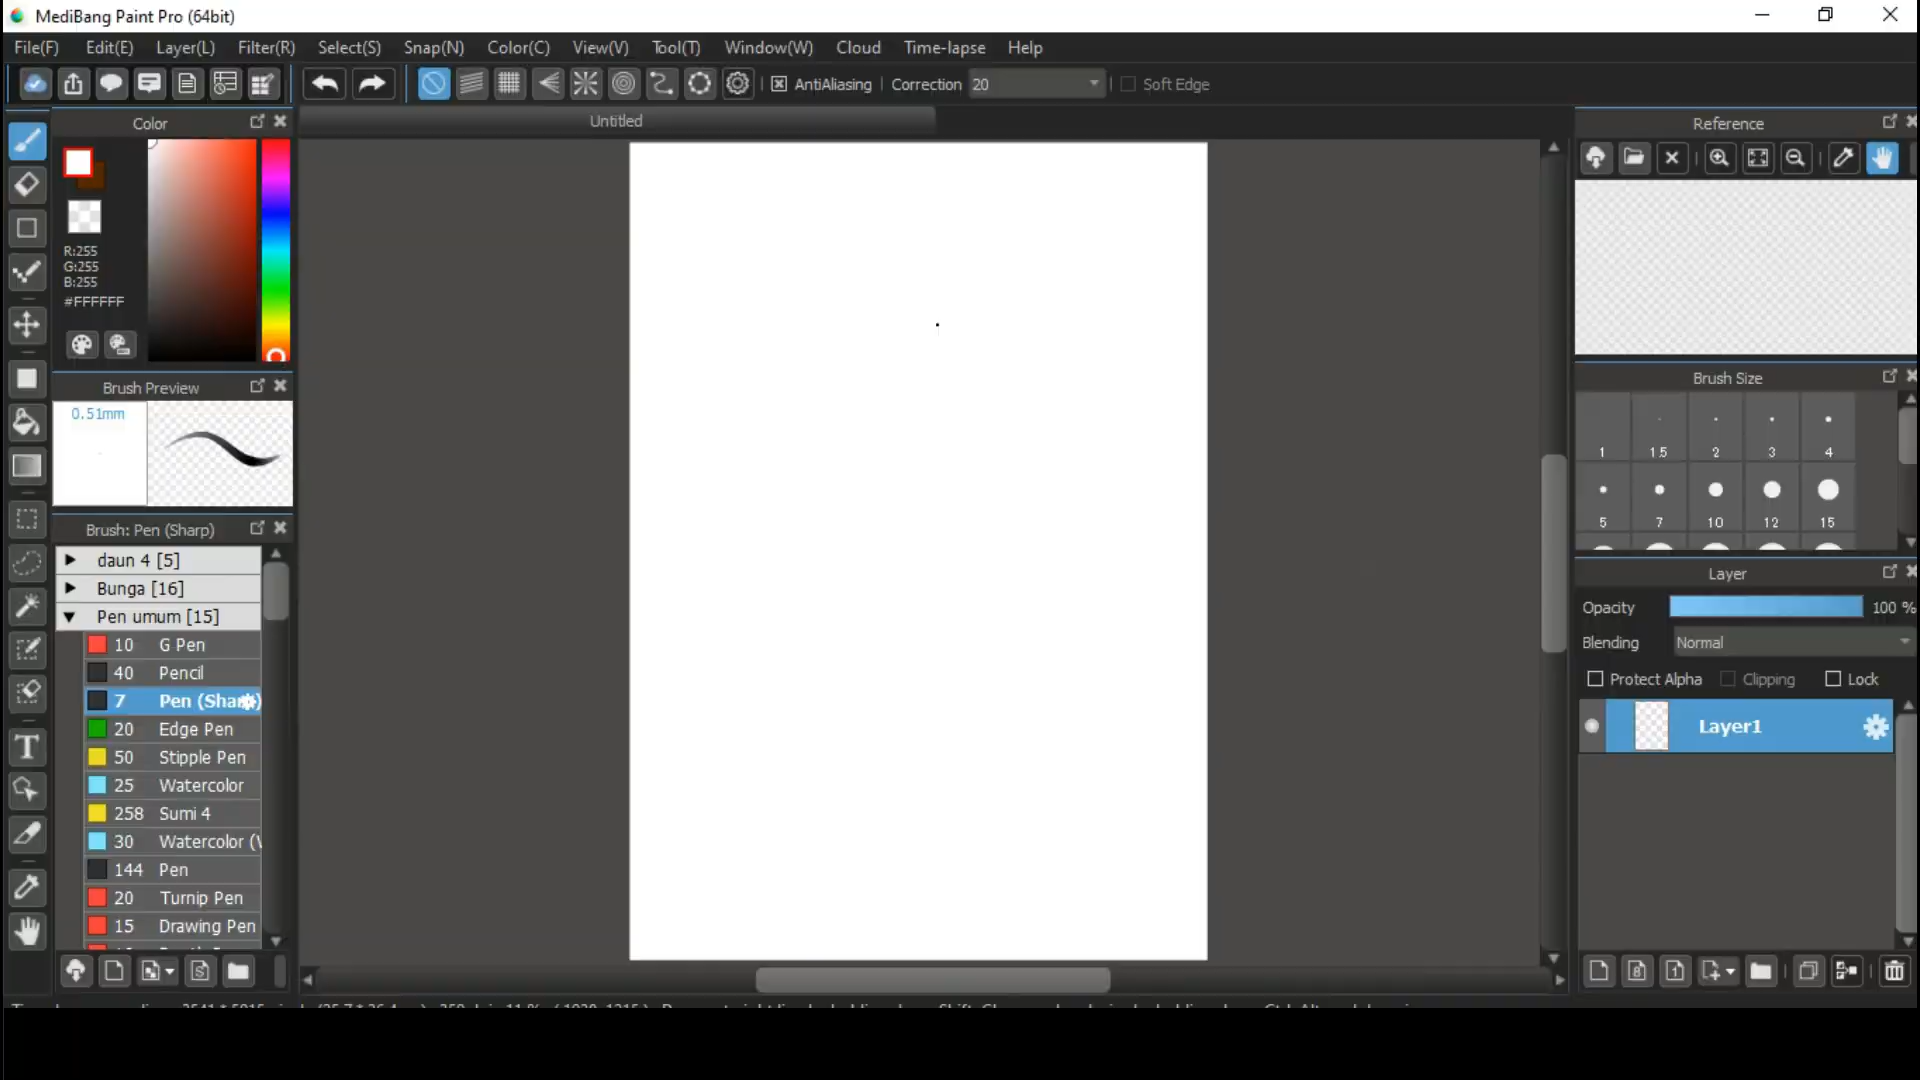 MediBang Paint Pro (64bit)
File(F) Edit(E) Layer(L) Filter(R) Select(S) Snap(N) Color(C) View(V) Tool(T) Window(W) Cloud Time-lapse Help
AntiAliasing Correction 20 Soft Edge
Color
R:255
G:255
B:255
#FFFFFF
Brush Preview
0.51mm
Brush: Pen (Sharp)
daun 4 [5]
Bunga [16]
Pen umum [15]
10 G Pen
40 Pencil
7 Pen (Sharp)
20 Edge Pen
50 Stipple Pen
25 Watercolor
258 Sumi 4
30 Watercolor (
144 Pen
20 Turnip Pen
15 Drawing Pen
Untitled
Reference
Brush Size
1 1.5 2 3 4
5 7 10 12 15
Layer
Opacity 100 %
Blending Normal
Protect Alpha Clipping Lock
Layer1